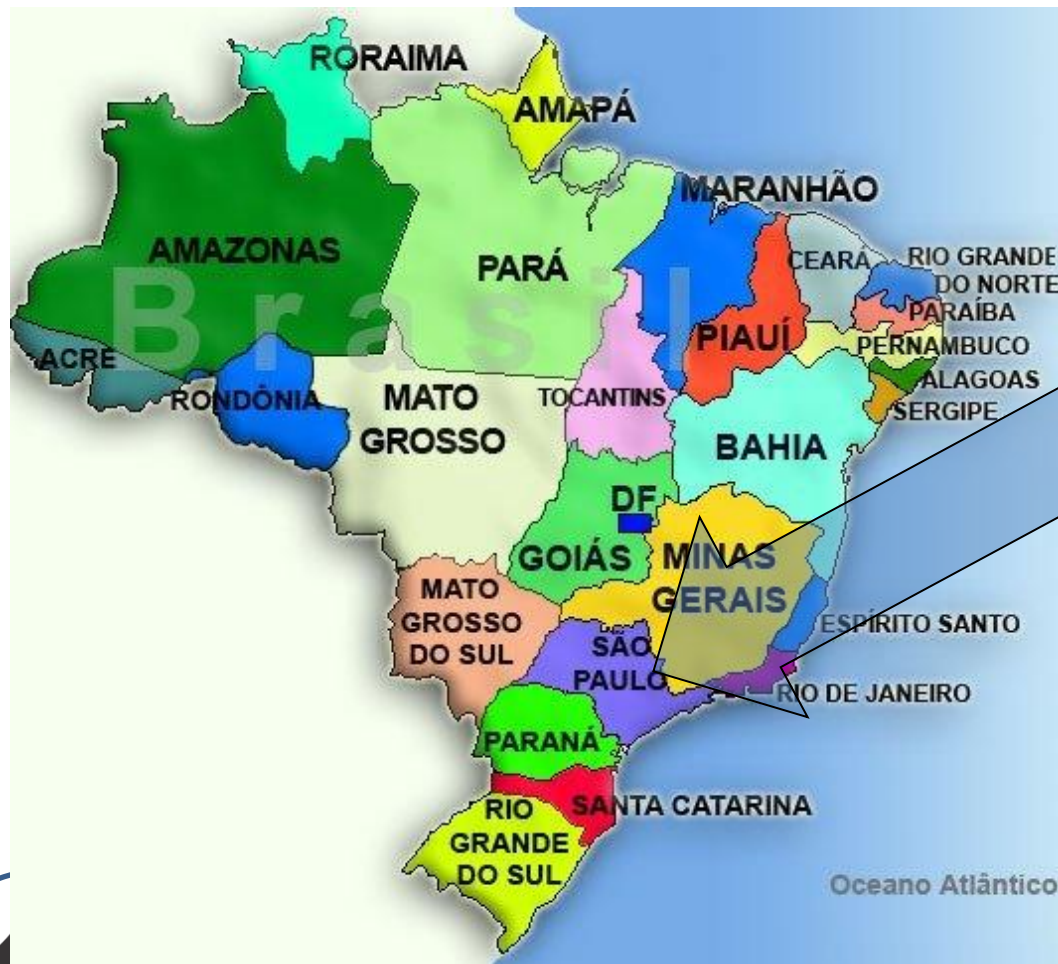 RORAIMA
AMAPÁ
MARANHÃO
AMAZONAS
PARÁ
CEARÁ
RIO GRANDE
DO NORTE
PARAÍBA
Brasil
PIAUÍ
PERNAMBUCO
ACRE
RONDÔNIA
MATO
GROSSO
TOCANTINS
ALAGOAS
SERGIPE
BAHIA
DF
GOIÁS
MINAS
GERAIS
MATO
GROSSO
DO SUL
ESPÍRITO SANTO
SÃO
PAULO
RIO DE JANEIRO
PARANÁ
SANTA CATARINA
RIO
GRANDE
DO SUL
Oceano Atlântico